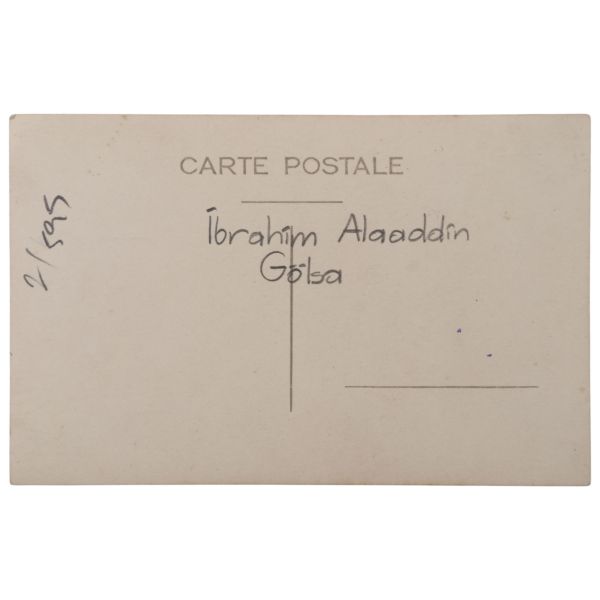 CARTE POSTALE
İbrahim Alaaddin
Gölsa
2/595